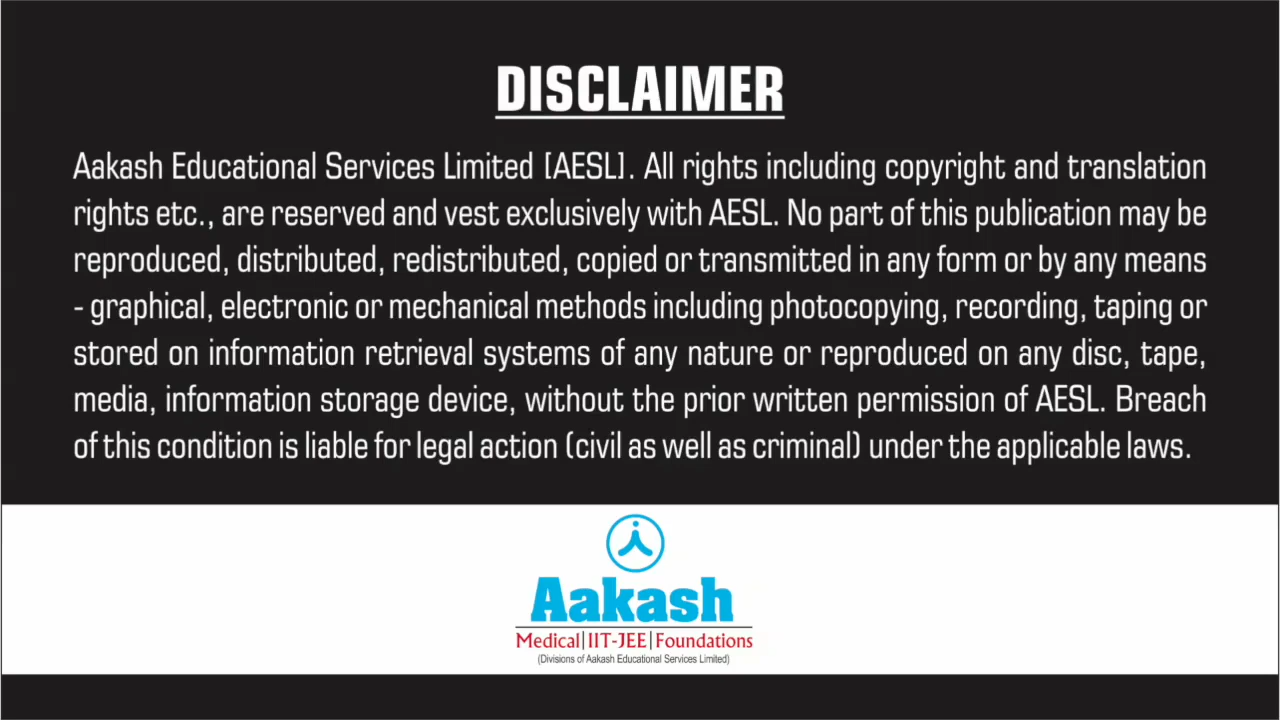 DISCLAIMER
Aakash Educational Services Limited [AESL]. All rights including copyright and translation
rights etc., are reserved and vest exclusively with AESL. No part of this publication may be
reproduced, distributed, redistributed, copied or transmitted in any form or by any means
- graphical, electronic or mechanical methods including photocopying, recording, taping or
stored on information retrieval systems of any nature or reproduced on any disc, tape,
media, information storage device, without the prior written permission of AESL. Breach
of this condition is liable for legal action (civil as well as criminal) under the applicable laws.
Aakash
Medical|IIT-JEE|Foundations
(Divisions of Aakash Educational Services Limited)